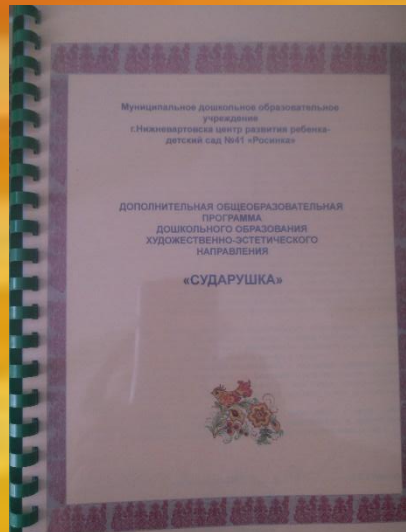 Муниципальное дошкольное образовательное
учреждение
г.Нижневартовска центр развития ребенка-
детский сад №41 «Росинка»
ДОПОЛНИТЕЛЬНАЯ ОБЩЕОБРАЗОВАТЕЛЬНАЯ
ПРОГРАММА
ДОШКОЛЬНОГО ОБРАЗОВАНИЯ
ХУДОЖЕСТВЕННО-ЭСТЕТИЧЕСКОГО
НАПРАВЛЕНИЯ
«СУДАРУШКА»